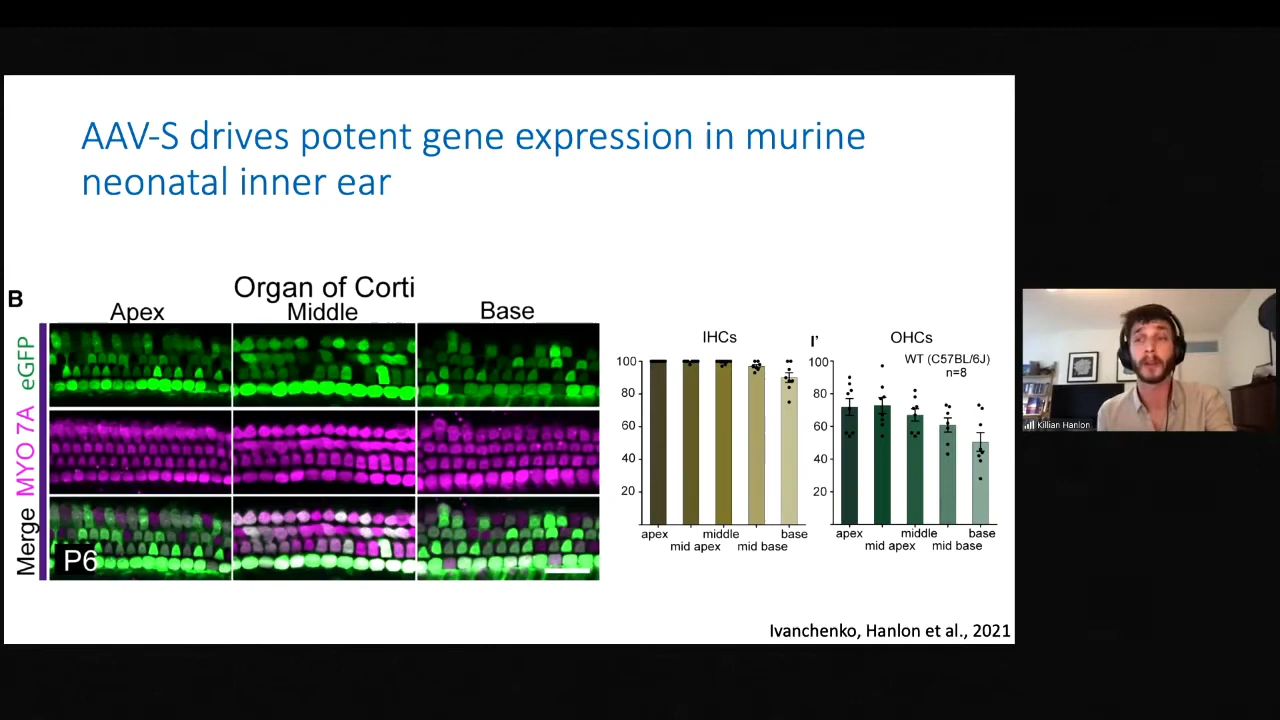 AAV-S drives potent gene expression in murine
neonatal inner ear
B
Organ of Corti
Apex
Middle
Base
eGFP
MYO 7A
Merge
P6
IHCs
100
80
60
40
20
apex
mid apex
middle
mid base
base
I'
OHCs
WT (C57BL/6J)
n=8
100
80
60
40
20
apex
mid apex
middle
mid base
base
Ivanchenko, Hanlon et al., 2021
Killian Hanlon